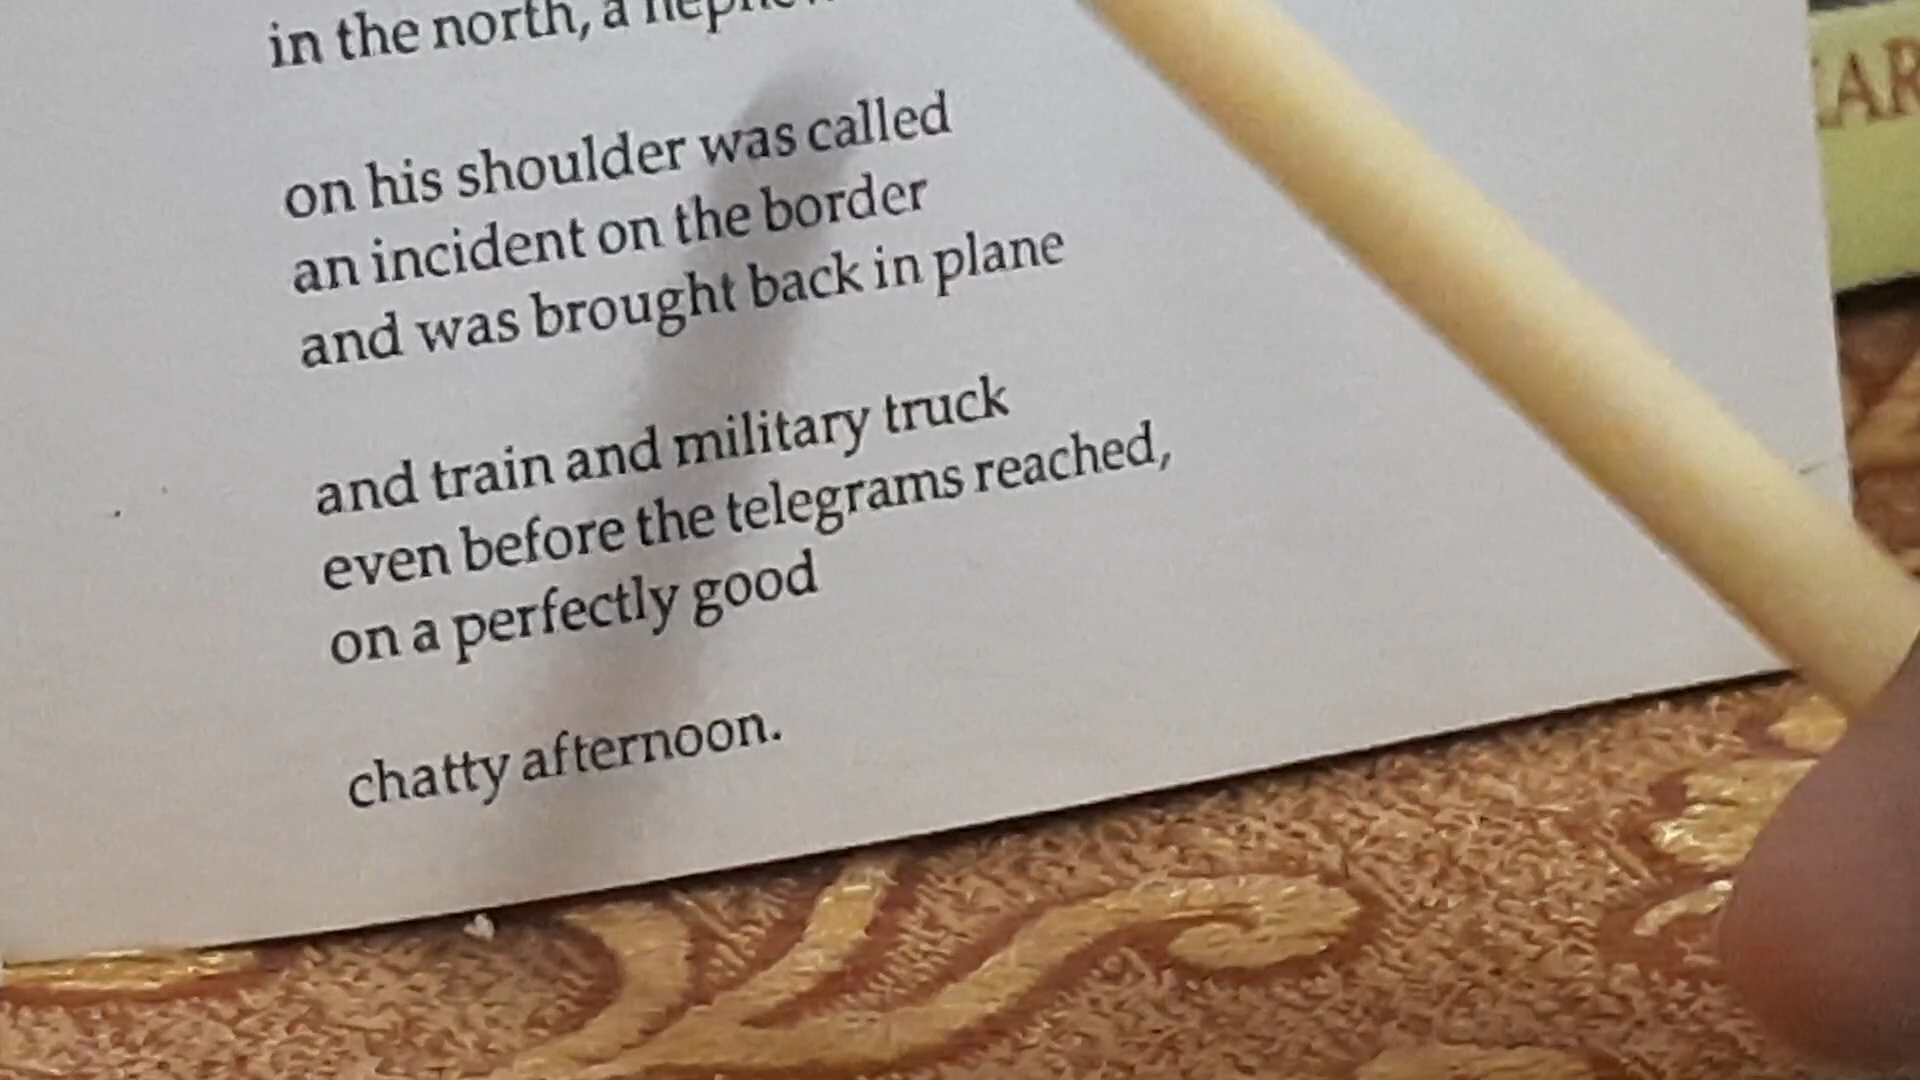 in the north, a
on his shoulder was called
an incident on the border
and was brought back in plane
and train and military truck
even before the telegrams reached,
on a perfectly good
chatty afternoon.